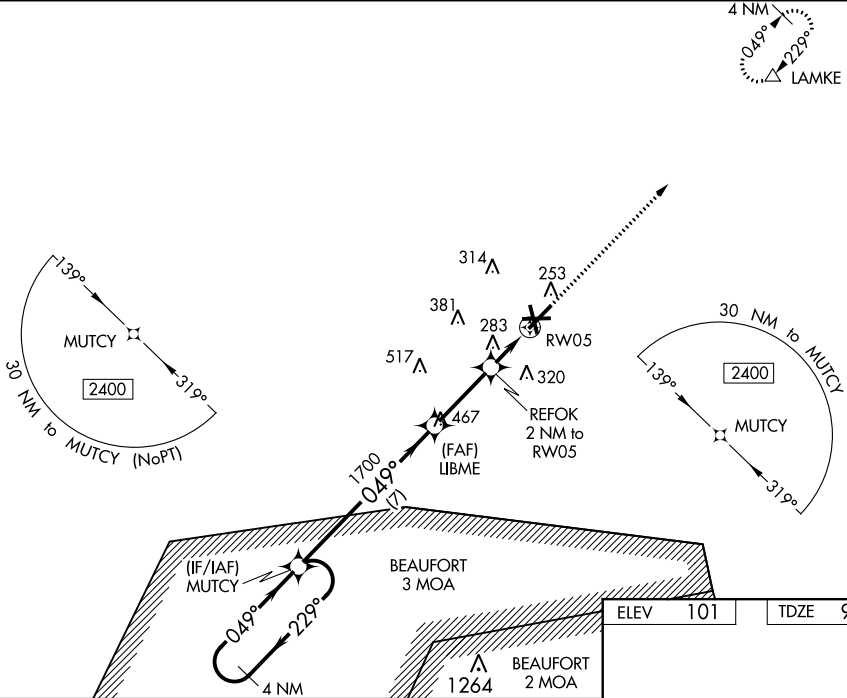 4 NM
049°
229°
LAMKE
314
253
381
283
RW05
517
320
REFOK
2 NM to
RW05
467
(FAF)
LIBME
139°
MUTCY
319°
2400
30 NM to MUTCY (NoPT)
30 NM to MUTCY
2400
139°
MUTCY
319°
1700
049°
(7)
(IF/IAF)
MUTCY
BEAUFORT
3 MOA
049°
229°
4 NM
1264
BEAUFORT
2 MOA
ELEV 101
TDZE 9